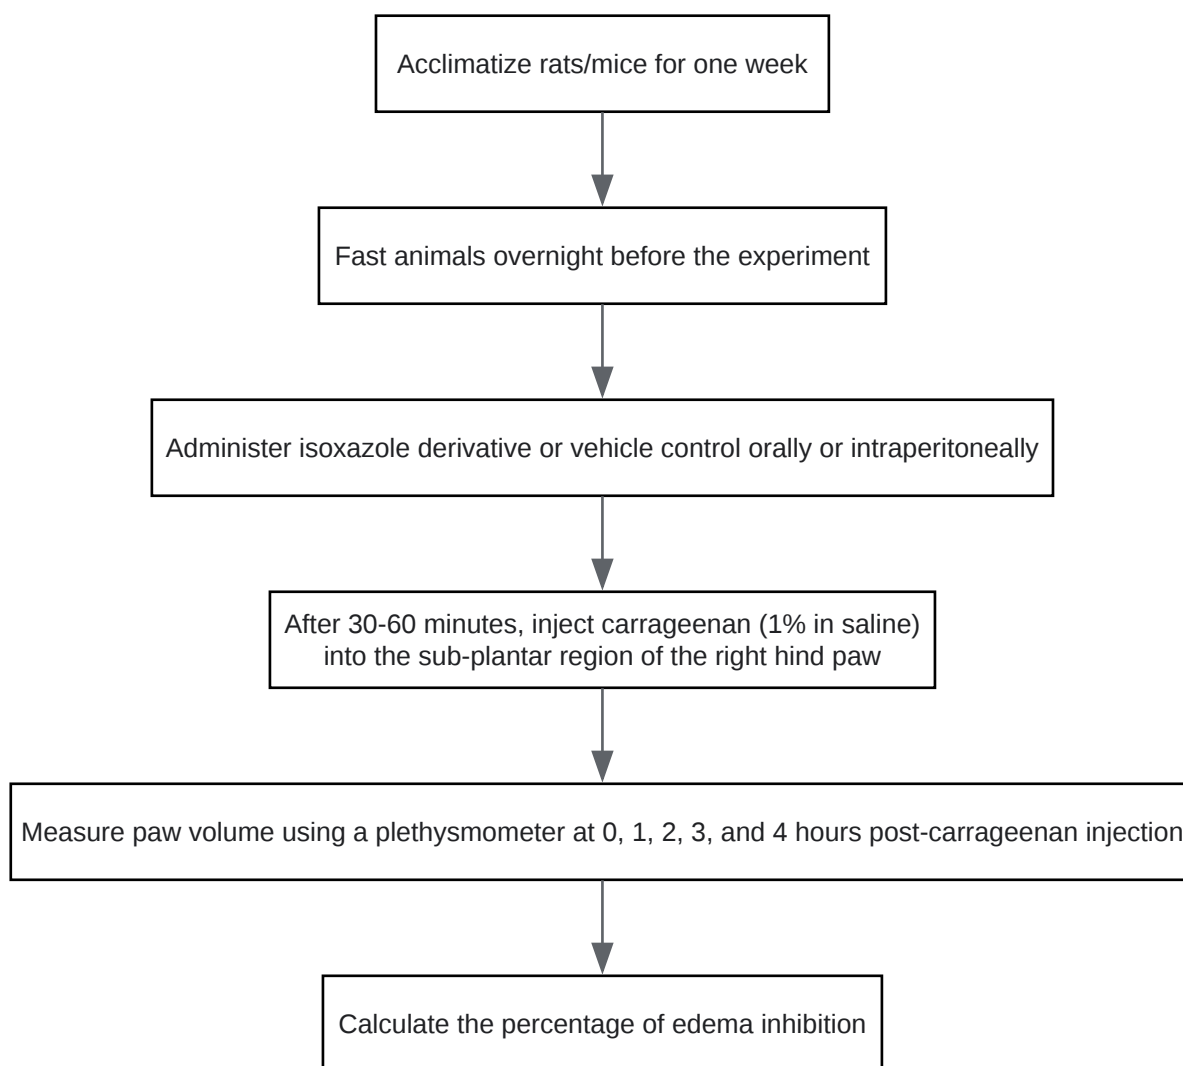 Acclimatize rats/mice for one week
Fast animals overnight before the experiment
Administer isoxazole derivative or vehicle control orally or intraperitoneally
After 30-60 minutes, inject carrageenan (1% in saline)
into the sub-plantar region of the right hind paw
Measure paw volume using a plethysmometer at 0, 1, 2, 3, and 4 hours post-carrageenan injection
Calculate the percentage of edema inhibition